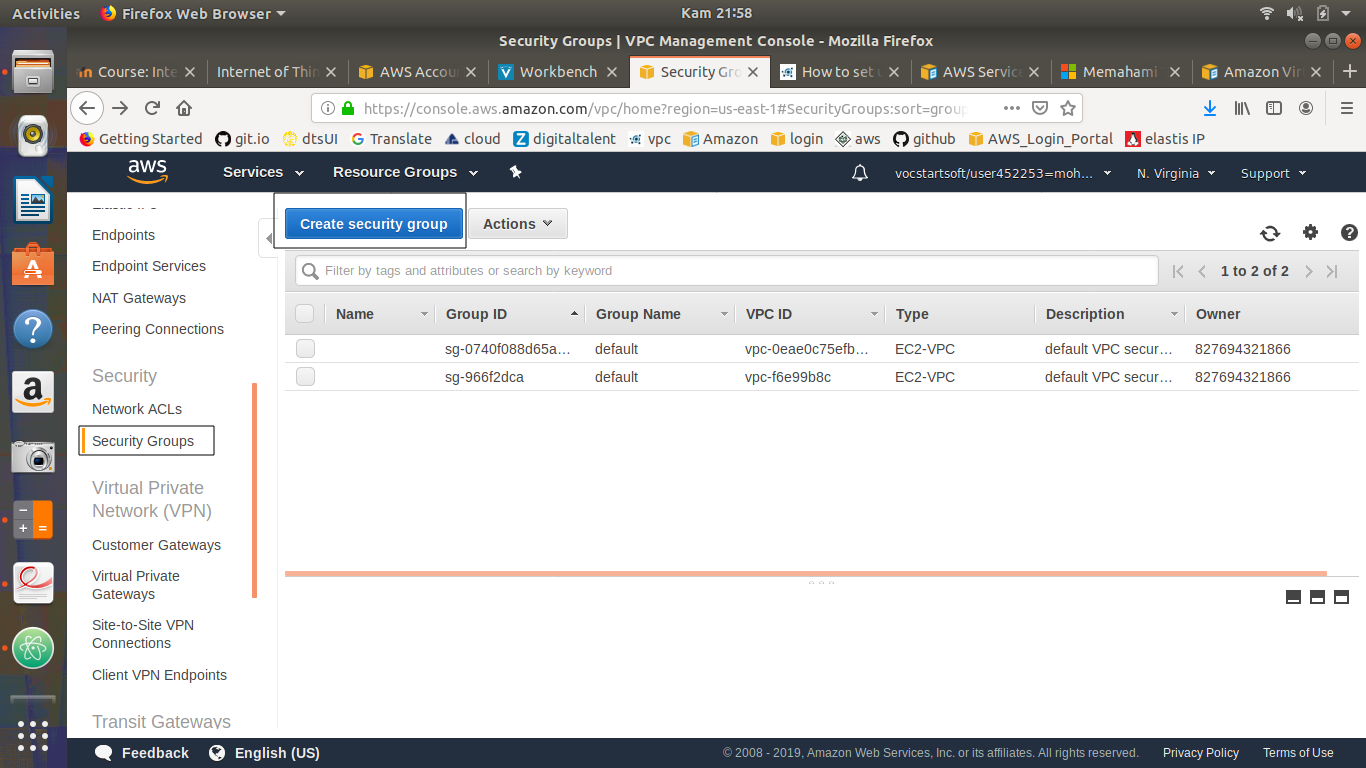 Activities Firefox Web Browser Kam 21:58
Security Groups | VPC Management Console - Mozilla Firefox
Course: Inte Internet of Thin AWS Accou Workbench Security Gro How to set u AWS Service Memahami Amazon Vir
https://console.aws.amazon.com/vpc/home?region=us-east-1#SecurityGroups:sort=group
Getting Started git.io dtsUI Translate cloud digitaltalent vpc Amazon login aws github AWS_Login_Portal elastis IP
aws Services Resource Groups vocstartsoft/user452253=moh... N. Virginia Support
Endpoints
Endpoint Services
NAT Gateways
Peering Connections
Security
Network ACLs
Security Groups
Virtual Private
Network (VPN)
Customer Gateways
Virtual Private
Gateways
Site-to-Site VPN
Connections
Client VPN Endpoints
Transit Gateways
Create security group Actions
Filter by tags and attributes or search by keyword 1 to 2 of 2
Name Group ID Group Name VPC ID Type Description Owner
sg-0740f088d65a... default vpc-0eae0c75efb... EC2-VPC default VPC secur... 827694321866
sg-966f2dca default vpc-f6e99b8c EC2-VPC default VPC secur... 827694321866
Feedback English (US) © 2008 - 2019, Amazon Web Services, Inc. or its affiliates. All rights reserved. Privacy Policy Terms of Use